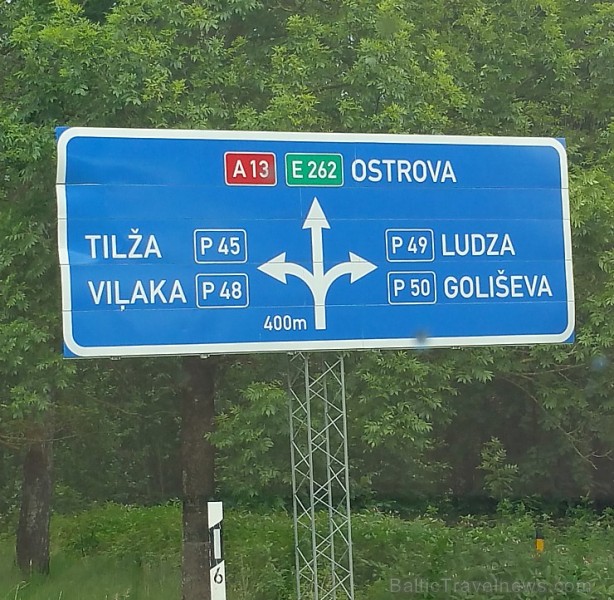 A13 E 262 OSTROVA
TILŽA P 45
VIĻAKA P 48
P 49 LUDZA
P 50 GOLIŠEVA
400m
6
BalticTravelnews.com